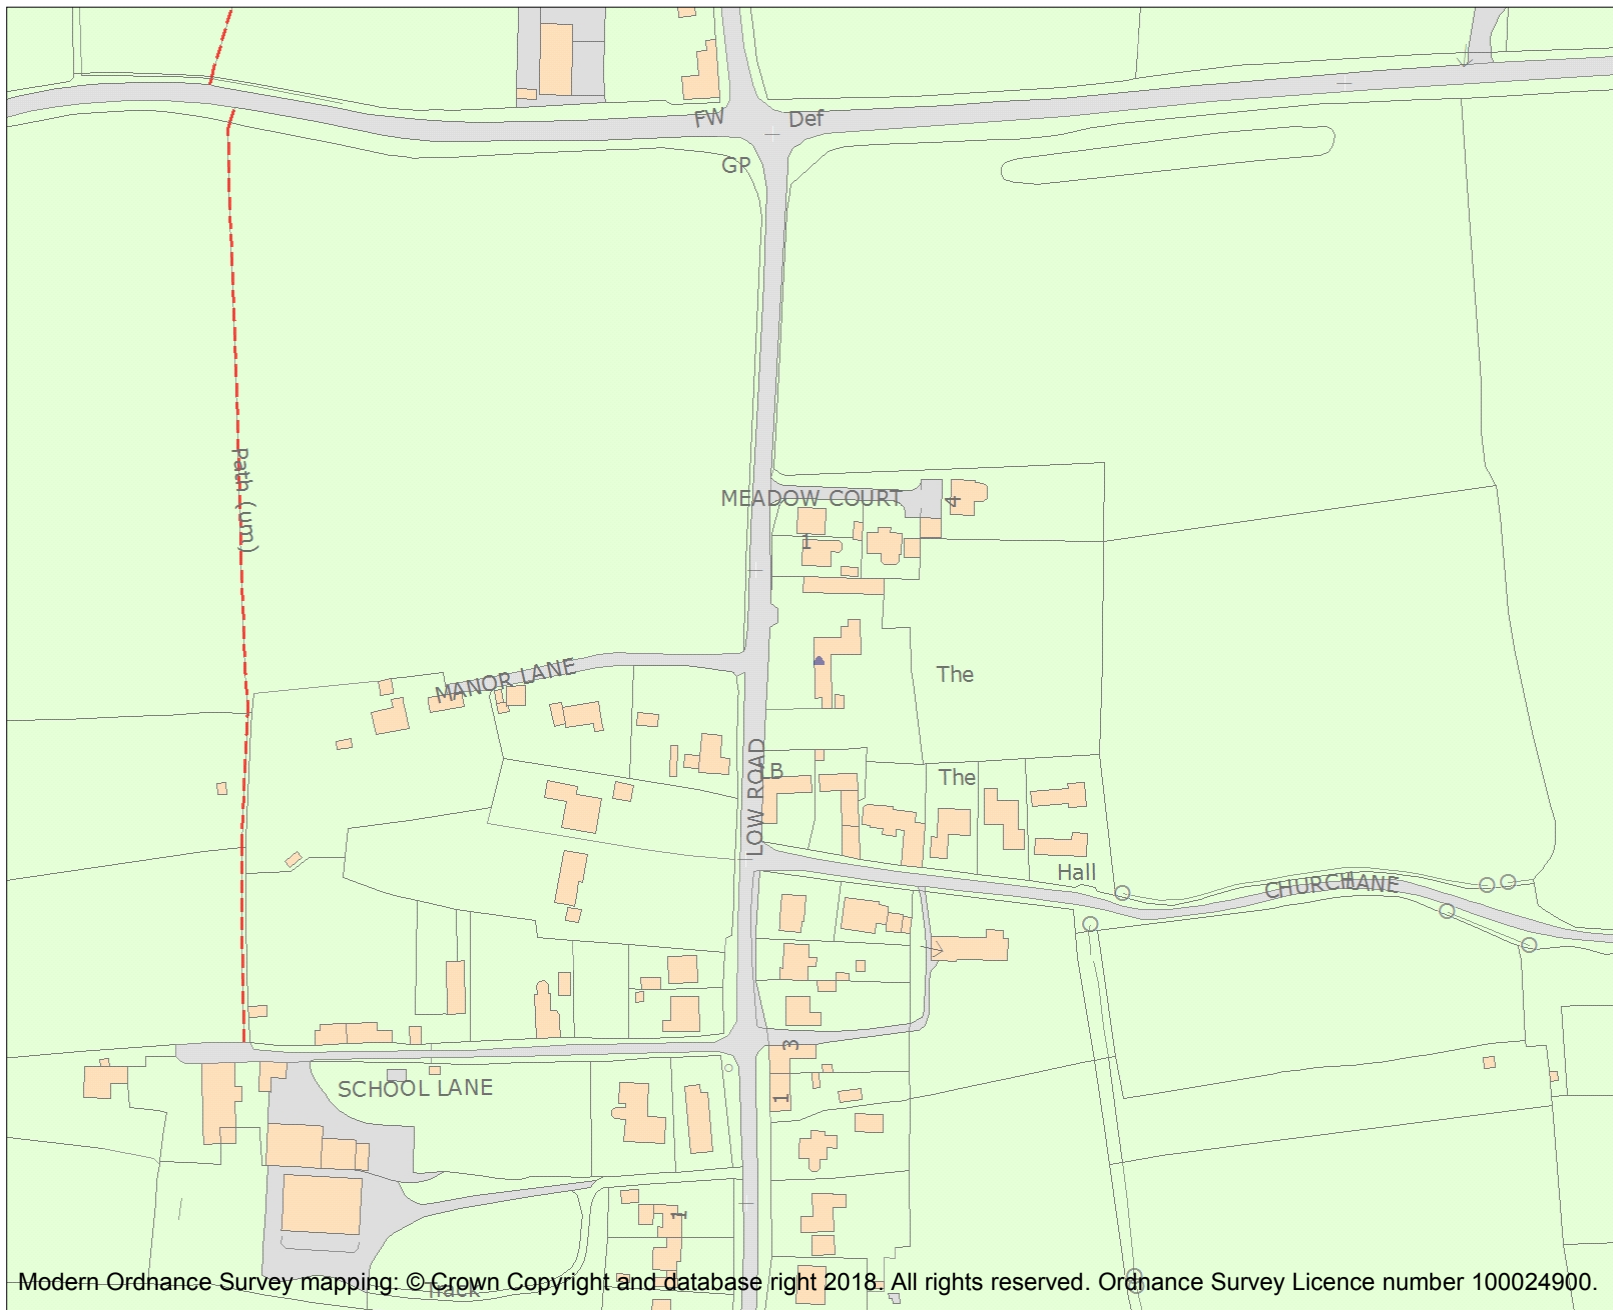 FW
Def
GP
Path (um)
MEADOW COURT
4
1
The
MANOR LANE
LOW ROAD
LB
The
Hall
CHURCH LANE
3
1
SCHOOL LANE
1
Track
Modern Ordnance Survey mapping: © Crown Copyright and database right 2018. All rights reserved. Ordnance Survey Licence number 100024900.